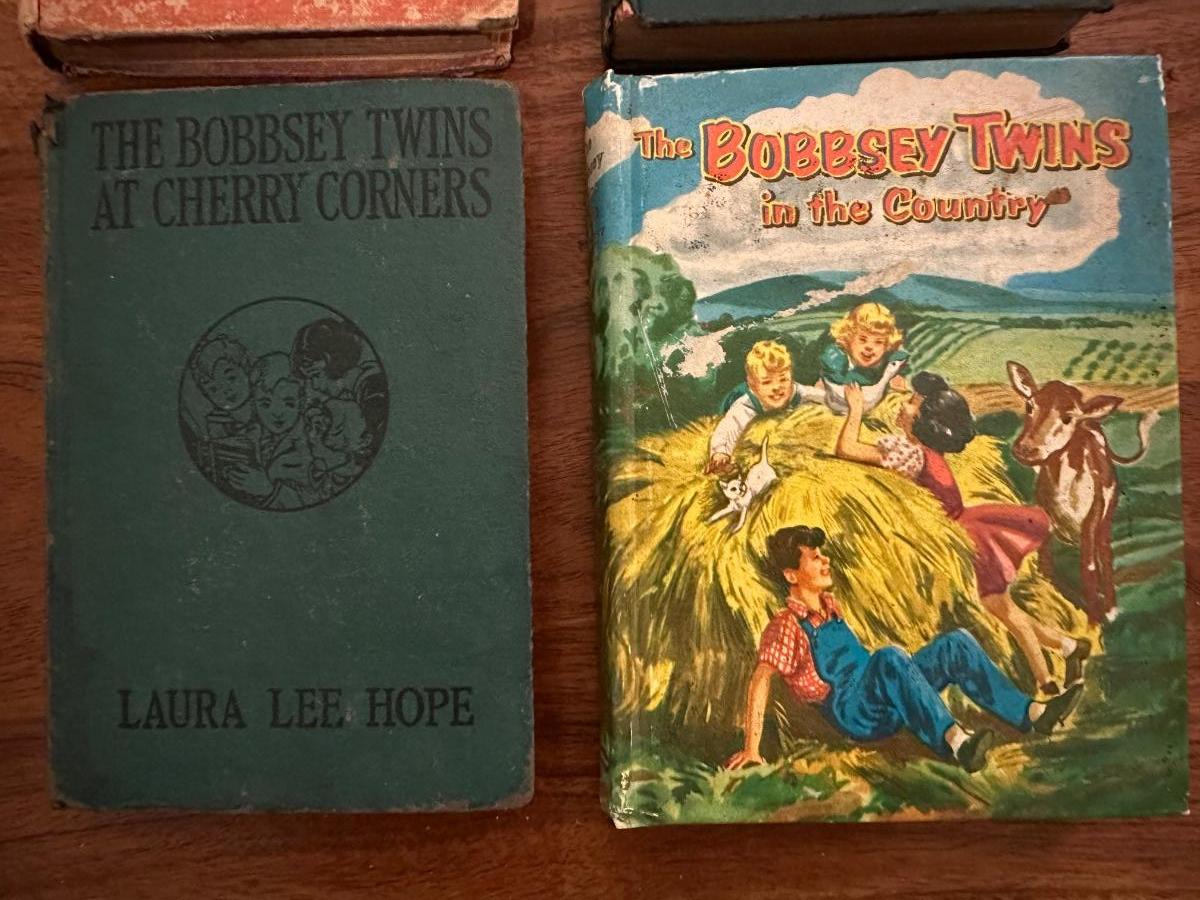 THE BOBBSEY TWINS
AT CHERRY CORNERS
LAURA LEE HOPE
The BOBBSEY TWINS
in the Country